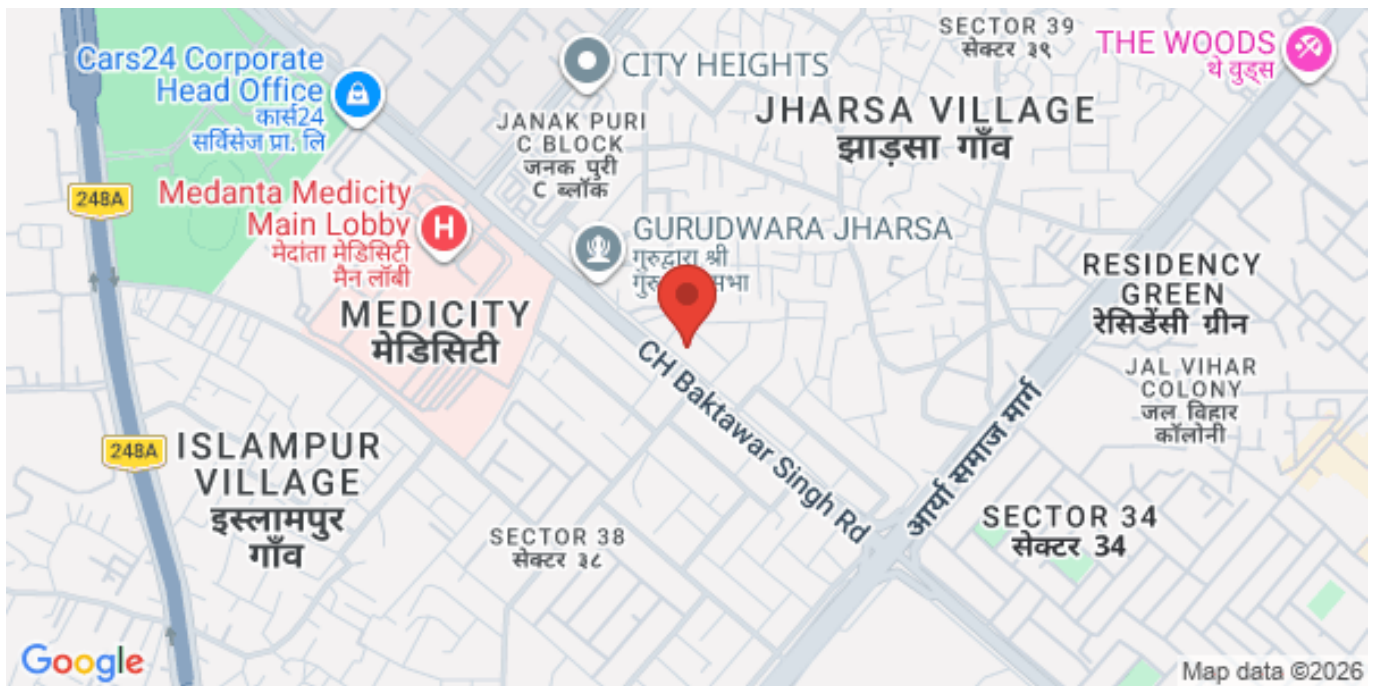 SECTOR 39
सेक्टर ३९
THE WOODS
थे वुड्स
Cars24 Corporate
Head Office
कार्स24
सर्विसेज प्रा. लि
CITY HEIGHTS
JANAK PURI
C BLOCK
जनक पुरी
C ब्लॉक
JHARSA VILLAGE
झाड़सा गाँव
248A
Medanta Medicity
Main Lobby
मेदांता मेडिसिटी
मैन लॉबी
GURUDWARA JHARSA
गुरुद्वारा श्री
RESIDENCY
GREEN
रेसिडेंसी ग्रीन
MEDICITY
मेडिसिटी
JAL VIHAR
COLONY
जल विहार
कॉलोनी
CH Baktawar Singh Rd
आर्या समाज मार्ग
248A
ISLAMPUR
VILLAGE
इस्लामपुर
गाँव
SECTOR 38
सेक्टर ३८
SECTOR 34
सेक्टर 34
Google
Map data ©2026